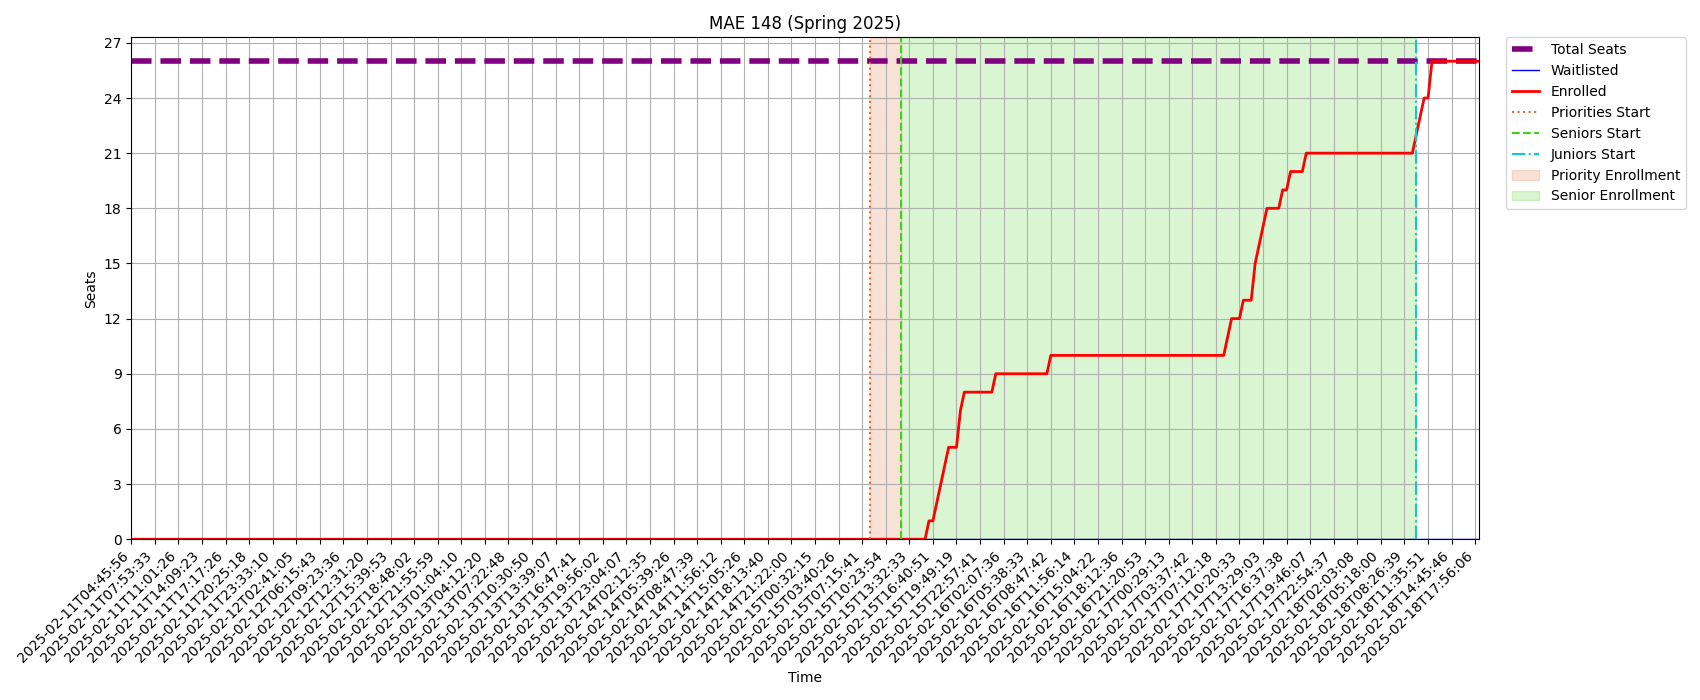 MAE 148 (Spring 2025)
27
24
21
18
15
12
9
6
3
0
Seats
2025-02-11T04:45:56
2025-02-11T07:53:33
2025-02-11T11:01:26
2025-02-11T14:09:23
2025-02-11T17:17:26
2025-02-11T20:25:18
2025-02-11T23:33:10
2025-02-12T02:41:05
2025-02-12T06:15:43
2025-02-12T09:23:36
2025-02-12T12:31:20
2025-02-12T15:39:53
2025-02-12T18:48:02
2025-02-12T21:55:59
2025-02-13T01:04:10
2025-02-13T04:12:20
2025-02-13T07:22:48
2025-02-13T10:30:50
2025-02-13T13:39:07
2025-02-13T16:47:41
2025-02-13T19:56:02
2025-02-13T23:04:07
2025-02-14T02:12:35
2025-02-14T05:39:26
2025-02-14T08:47:39
2025-02-14T11:56:12
2025-02-14T15:05:26
2025-02-14T18:13:40
2025-02-14T21:22:00
2025-02-15T00:32:15
2025-02-15T03:40:26
2025-02-15T07:15:41
2025-02-15T10:23:54
2025-02-15T13:32:33
2025-02-15T16:40:51
2025-02-15T19:49:19
2025-02-15T22:57:41
2025-02-16T02:07:36
2025-02-16T05:38:33
2025-02-16T08:47:42
2025-02-16T11:56:14
2025-02-16T15:04:22
2025-02-16T18:12:36
2025-02-16T21:20:53
2025-02-17T00:29:13
2025-02-17T03:37:42
2025-02-17T07:12:18
2025-02-17T10:20:33
2025-02-17T13:29:03
2025-02-17T16:37:38
2025-02-17T19:46:07
2025-02-17T22:54:37
2025-02-18T02:03:08
2025-02-18T05:18:00
2025-02-18T08:26:39
2025-02-18T11:35:51
2025-02-18T14:45:46
2025-02-18T17:56:06
Time
Total Seats
Waitlisted
Enrolled
Priorities Start
Seniors Start
Juniors Start
Priority Enrollment
Senior Enrollment